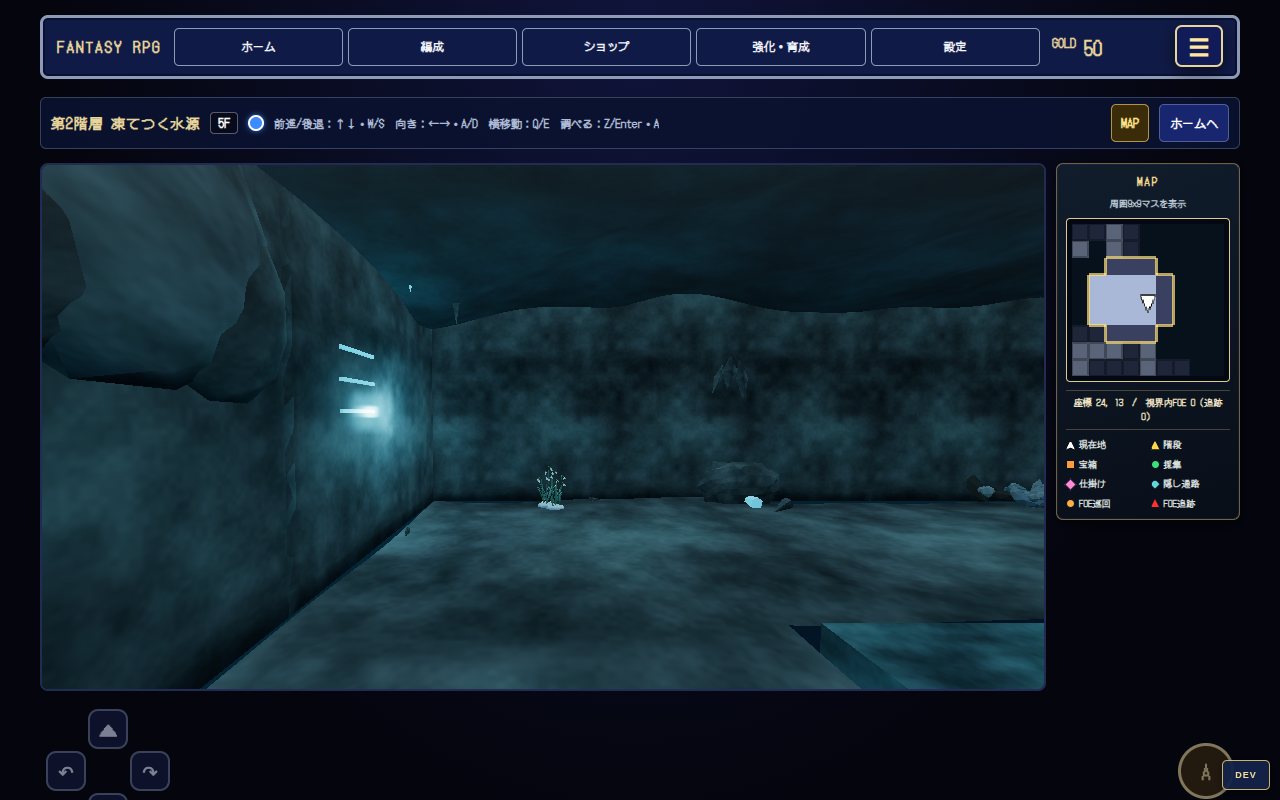 FANTASY RPG
ホーム
編成
ショップ
強化・育成
設定
GOLD 50
第2階層 凍てつく水源
5F
前進/後退：↑↓・W/S 向き：←→・A/D 横移動：Q/E 調べる：Z/Enter・A
MAP
ホームへ
MAP
周囲9x9マスを表示
座標 24, 13 / 視界内FOE 0（追跡
0）
現在地
階段
宝箱
採集
仕掛け
隠し通路
FOE巡回
FOE追跡
A
DEV